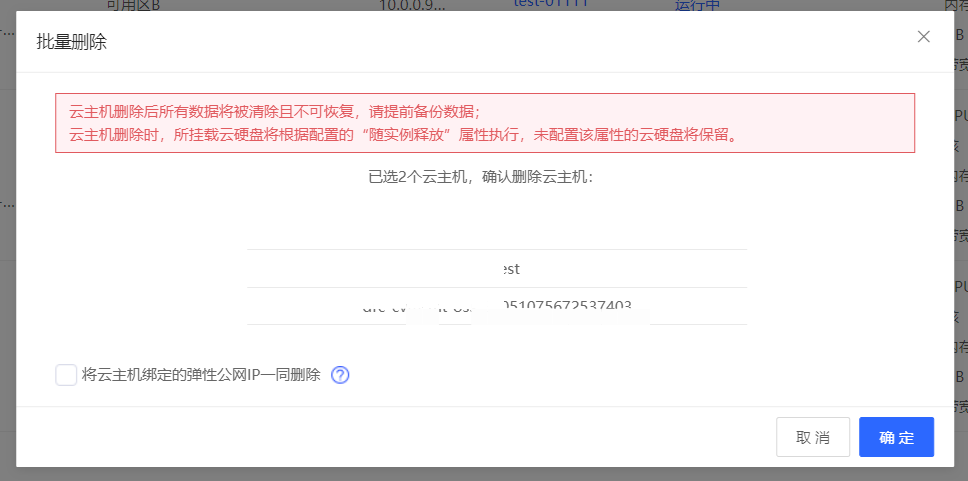 可用区B
10.0.0.9...
test-01111
运行中
批量删除
云主机删除后所有数据将被清除且不可恢复，请提前备份数据；
云主机删除时，所挂载云硬盘将根据配置的“随实例释放”属性执行，未配置该属性的云硬盘将保留。
已选2个云主机，确认删除云主机：
est
051075672537403
将云主机绑定的弹性公网IP一同删除
?
取 消
确 定